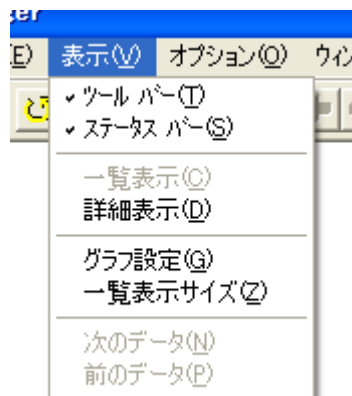 ger
(E) 表示(V) オプション(O) ウィン
ツール バー(T)
ステータス バー(S)
一覧表示(C)
詳細表示(D)
グラフ設定(G)
一覧表示サイズ(Z)
次のデータ(N)
前のデータ(P)